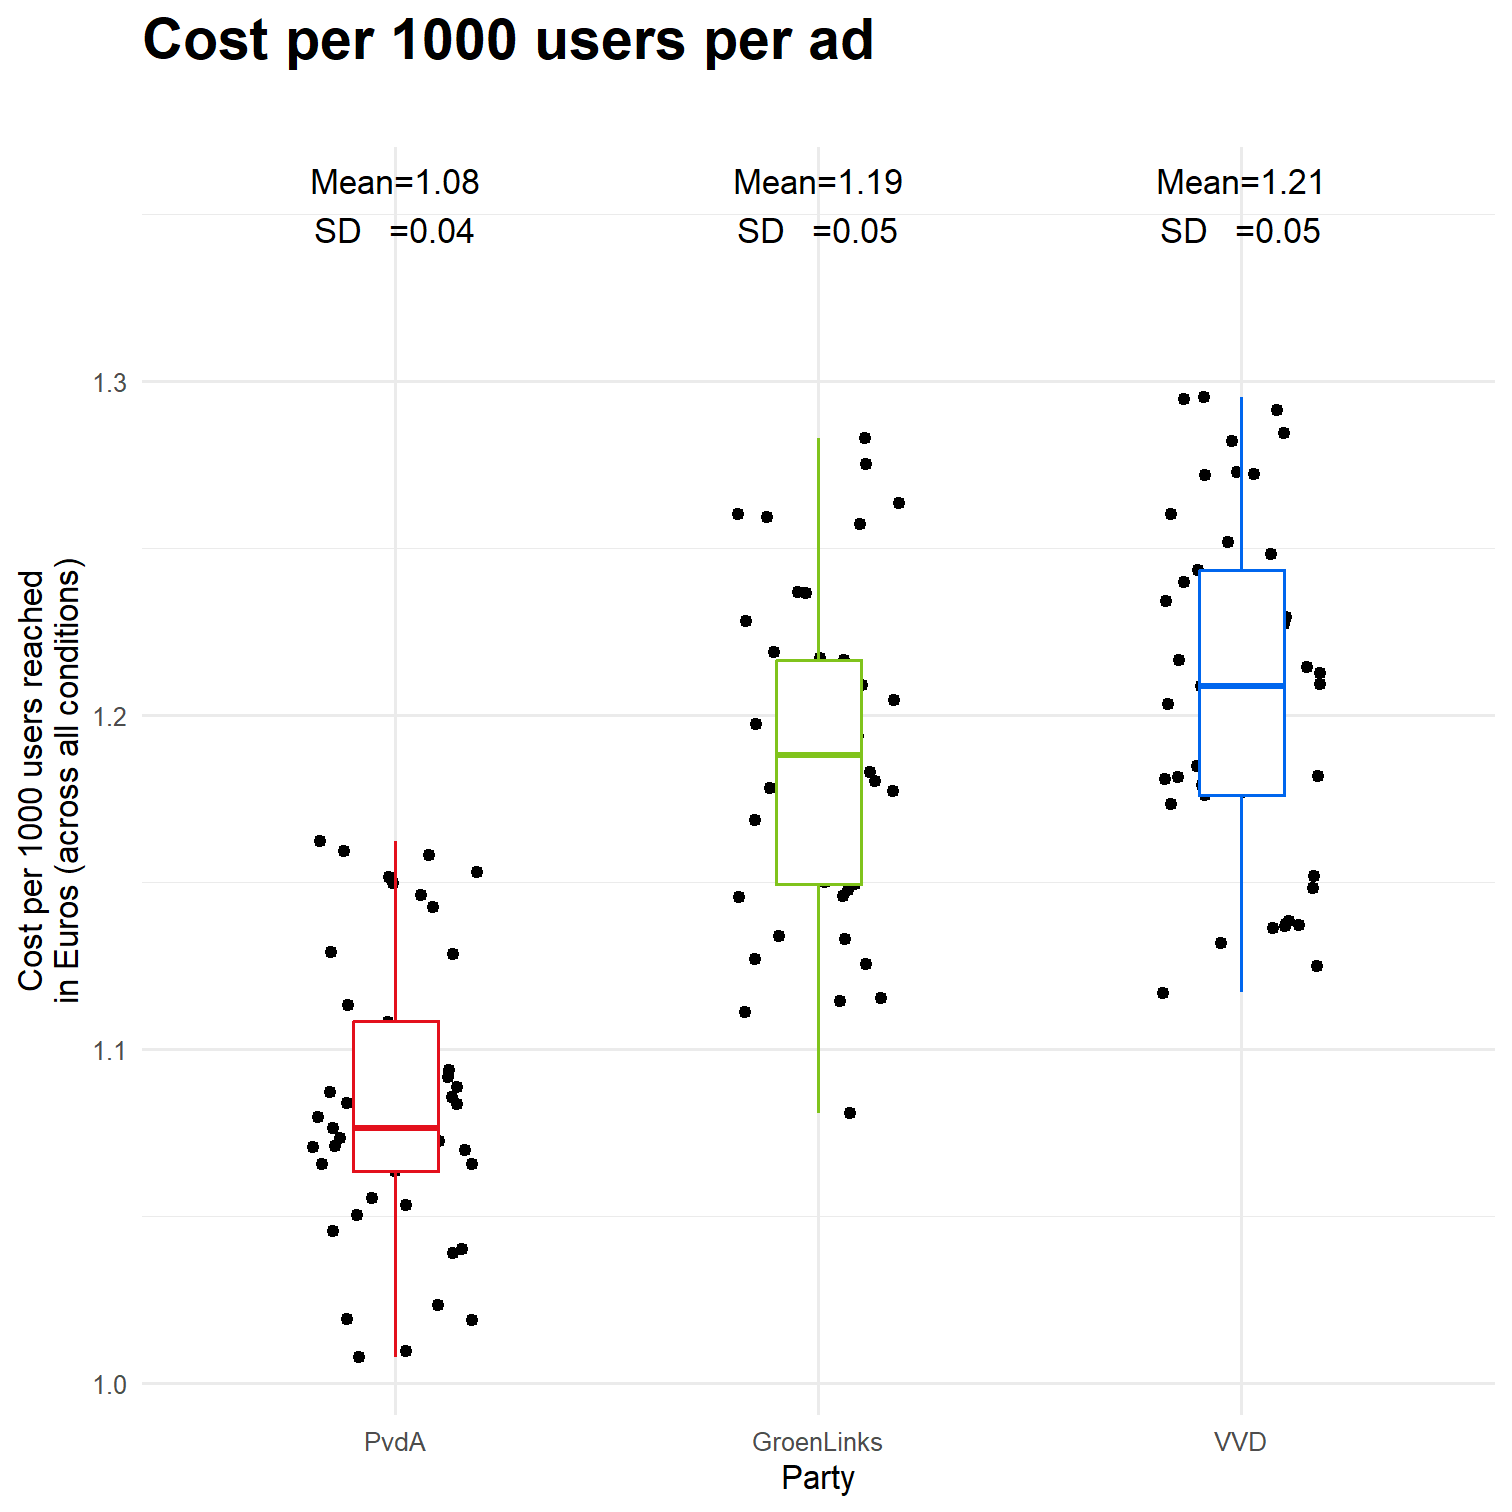 Cost per 1000 users per ad
Mean=1.08
SD   =0.04
Mean=1.19
SD   =0.05
Mean=1.21
SD   =0.05
Cost per 1000 users reached
in Euros (across all conditions)
1.3
1.2
1.1
1.0
PvdA
GroenLinks
VVD
Party